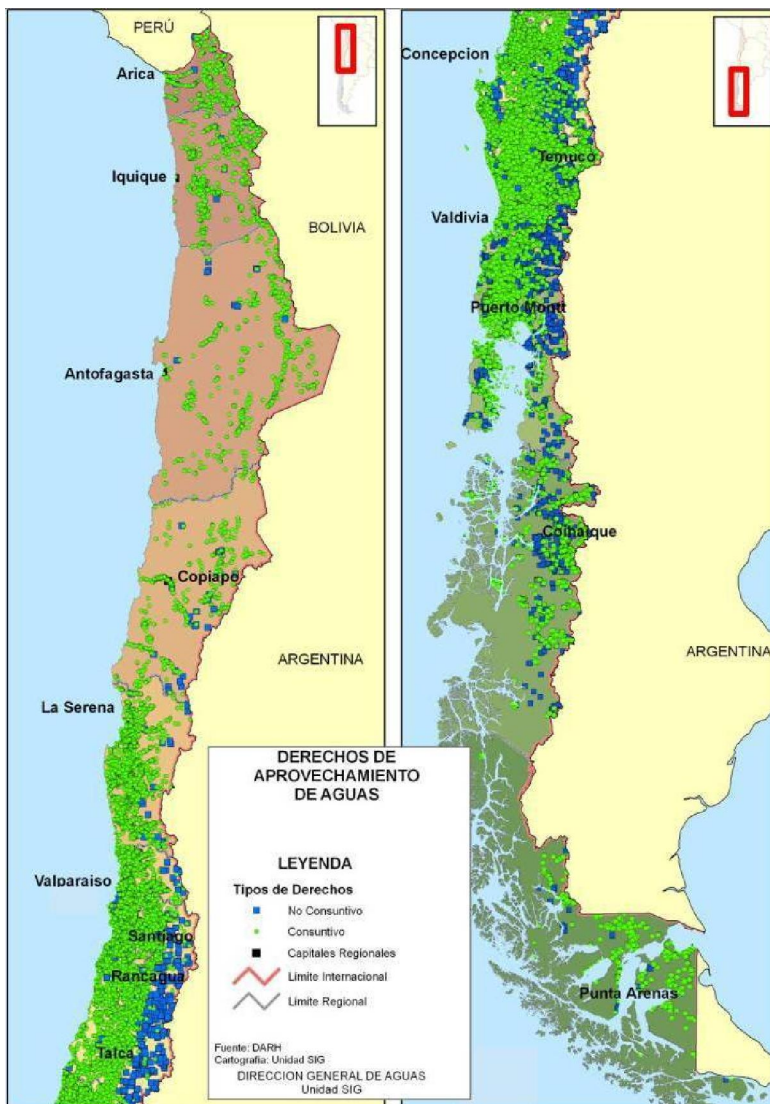 PERÚ
Arica
Iquique
BOLIVIA
Antofagasta
Copiapo
ARGENTINA
La Serena
Valparaiso
Santiago
Rancagua
Talca
Concepcion
Temuco
Valdivia
Puerto Montt
Coihaique
ARGENTINA
Punta Arenas
DERECHOS DE
APROVECHAMIENTO
DE AGUAS
LEYENDA
Tipos de Derechos
No Consuntivo
Consuntivo
Capitales Regionales
Limite Internacional
Limite Regional
Fuente: DARH
Cartografia: Unidad SIG
DIRECCION GENERAL DE AGUAS
Unidad SIG